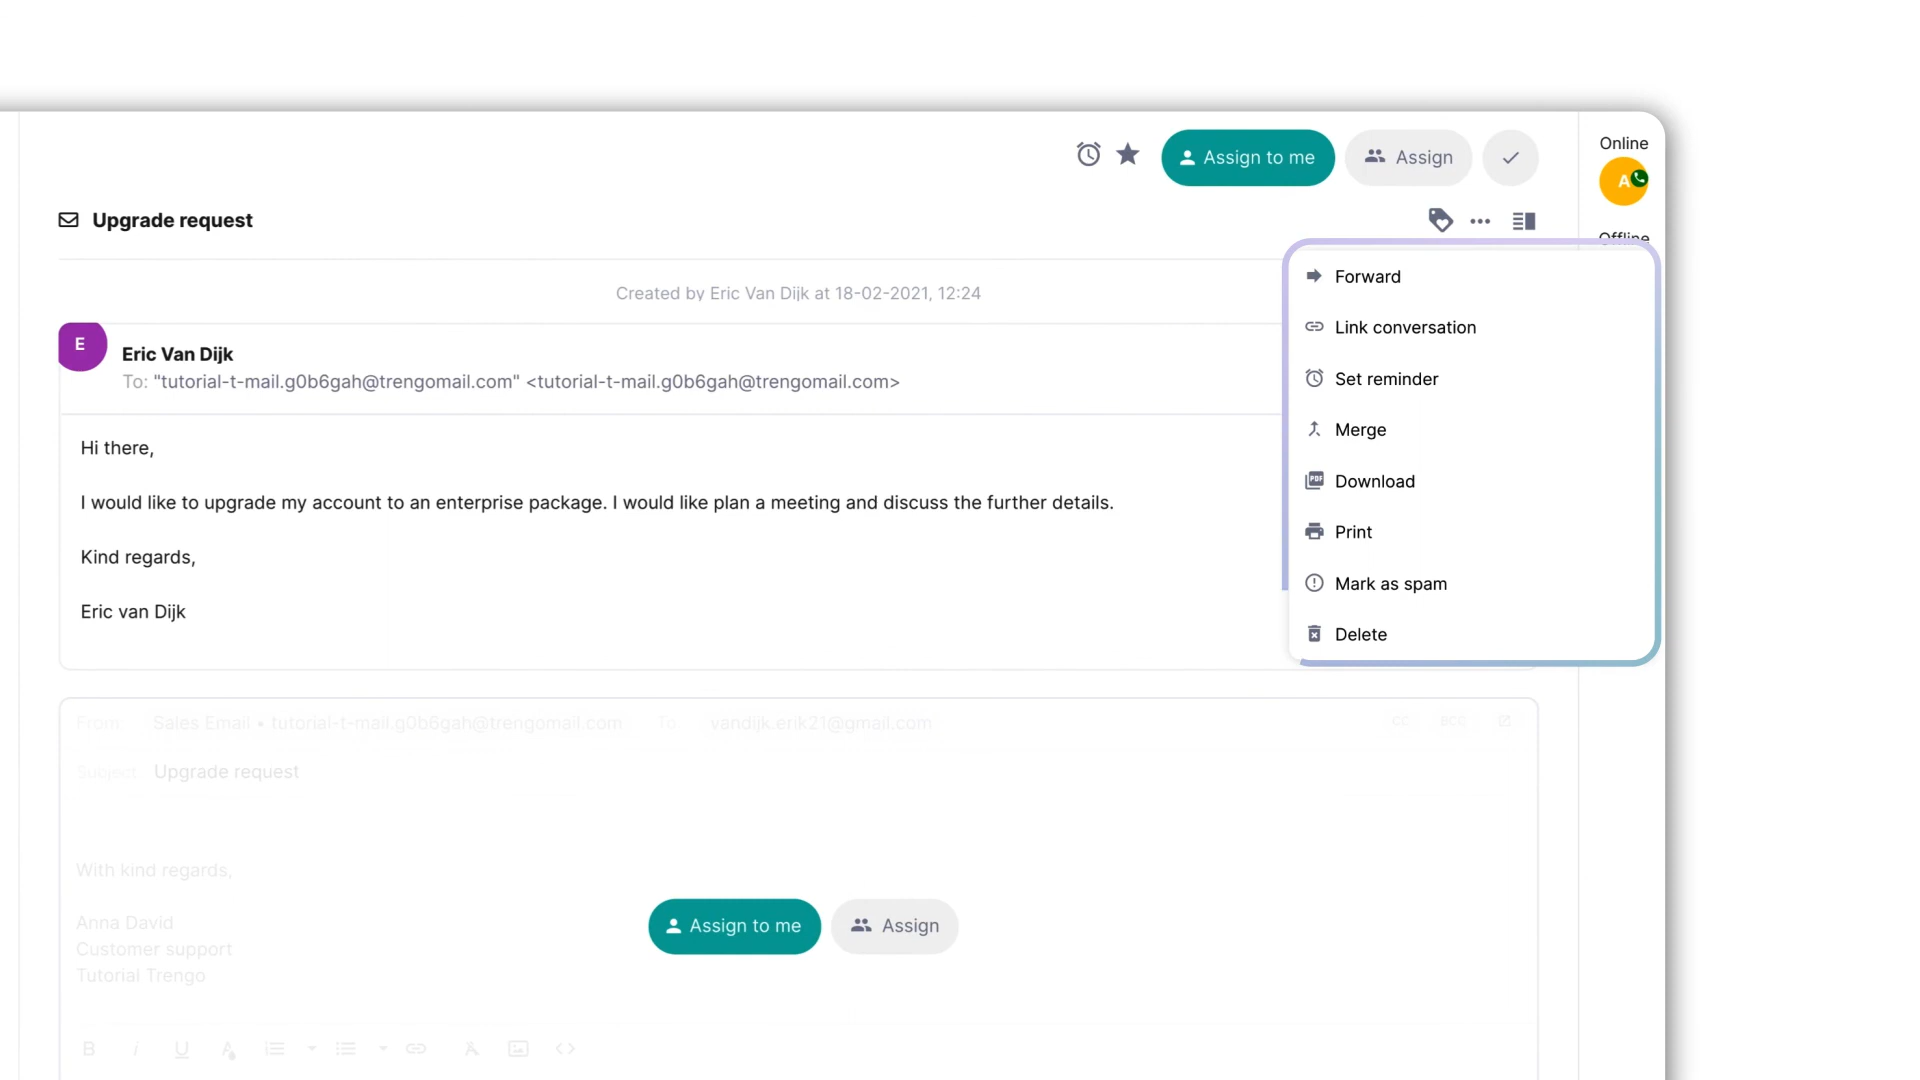 Online
Assign to me
Assign
A
Upgrade request
Offline
Created by Eric Van Dijk at 18-02-2021, 12:24
Forward
Link conversation
Set reminder
Merge
Download
Print
Mark as spam
Delete
E
Eric Van Dijk
To: "tutorial-t-mail.g0b6gah@trengomail.com" <tutorial-t-mail.g0b6gah@trengomail.com>
Hi there,
I would like to upgrade my account to an enterprise package. I would like plan a meeting and discuss the further details.
Kind regards,
Eric van Dijk
From Sales Email • tutorial-t-mail.g0b6gah@trengomail.com To vandijk.erik21@gmail.com CC BCC
Subject Upgrade request
With kind regards,
Anna David
Customer support
Tutorial Trengo
Assign to me
Assign